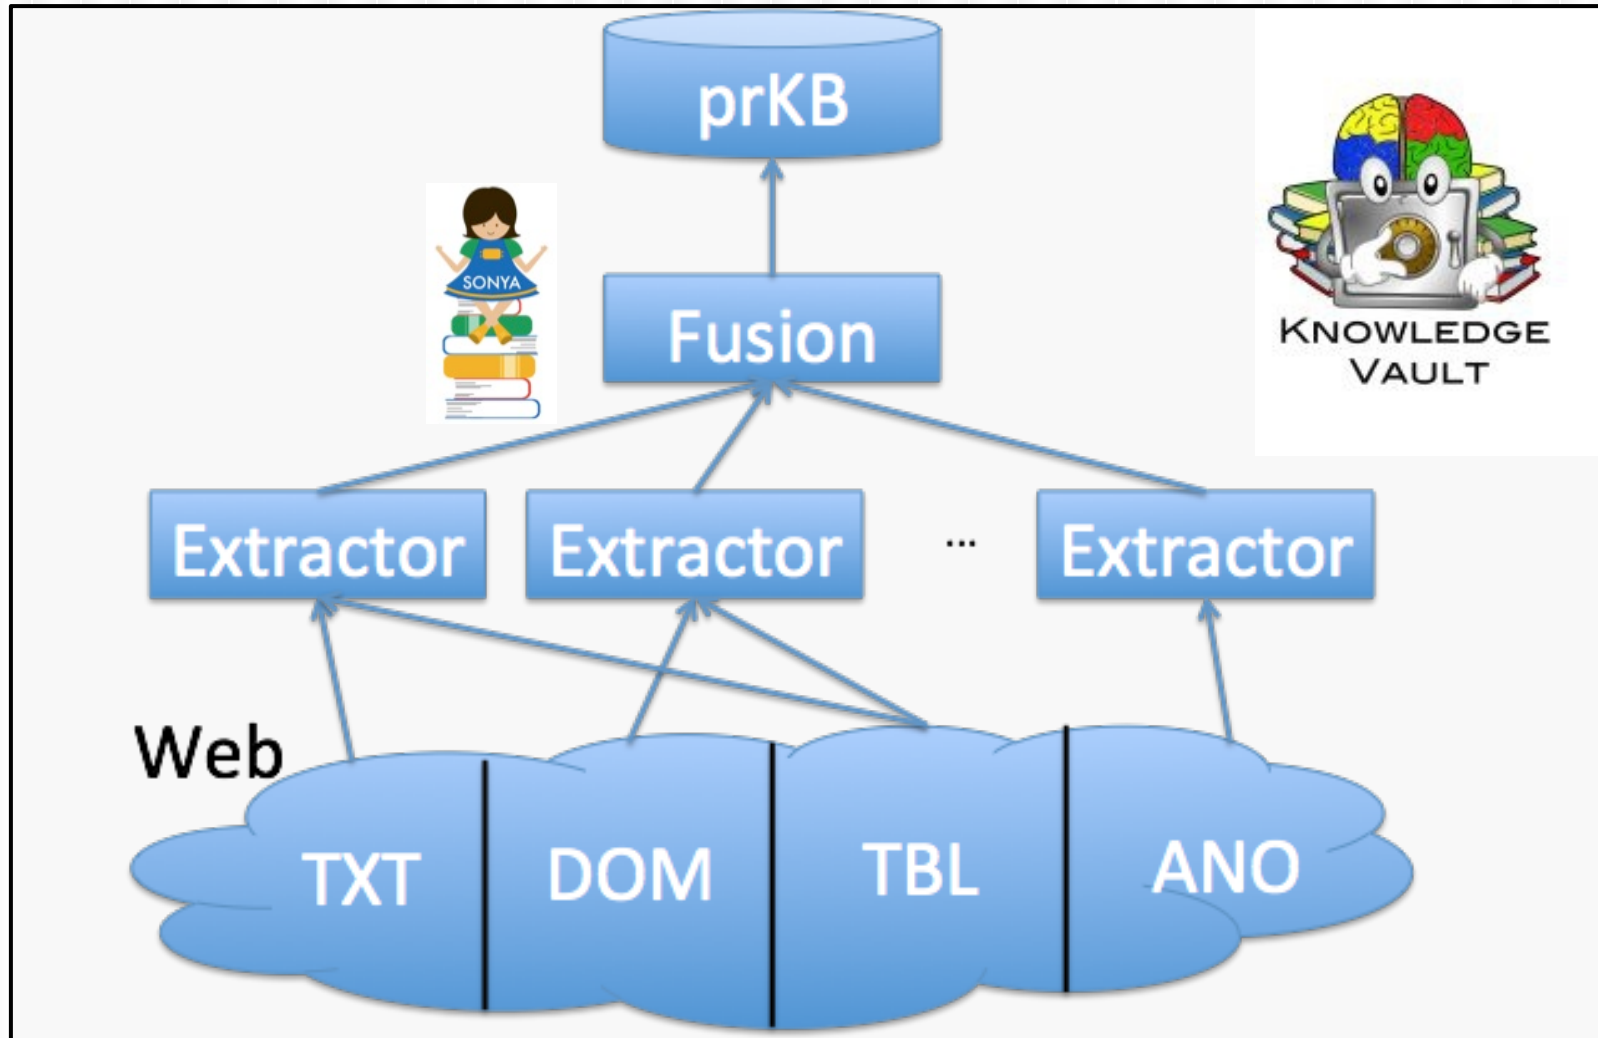 prKB
SONYA
Fusion
KNOWLEDGE
VAULT
Extractor Extractor ... Extractor
Web
TXT DOM TBL ANO